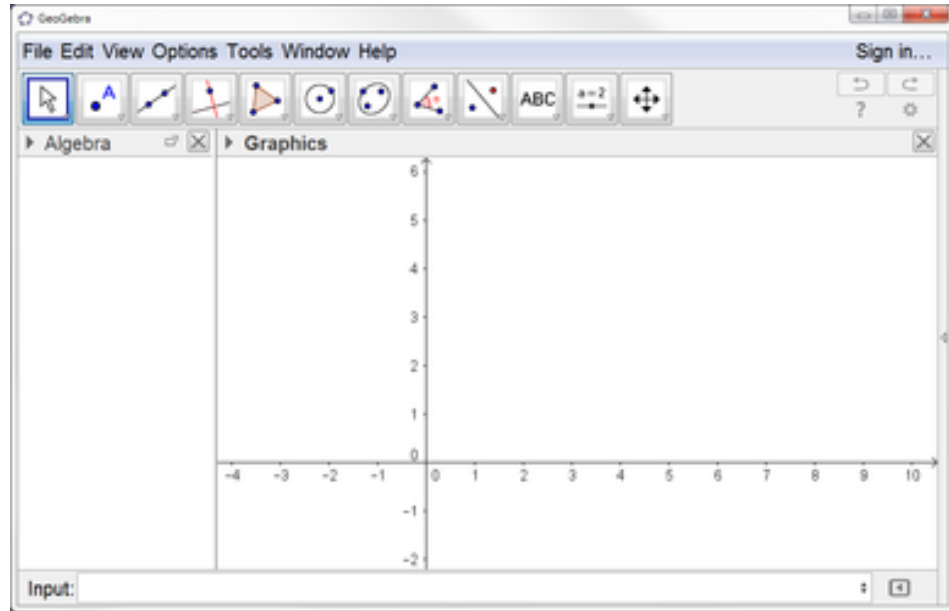 GeoGebra
File Edit View Options Tools Window Help Sign in...
A ABC a=2 ?
Algebra Graphics
6
5
4
3
2
1
0
-4 -3 -2 -1 0 1 2 3 4 5 6 7 8 9 10
-1
-2
Input: